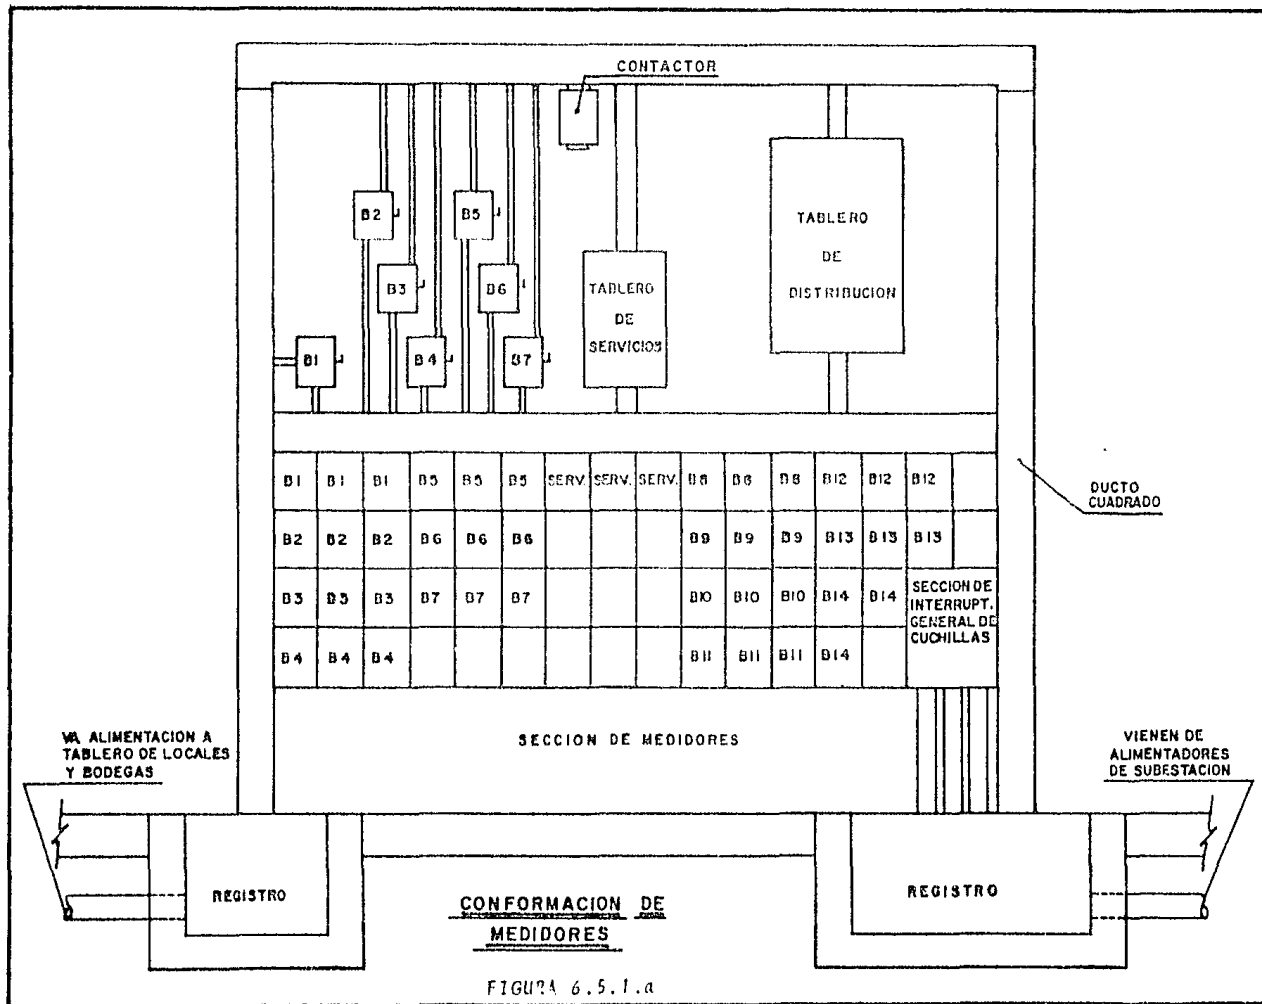 CONTACTOR
B2 B5
TABLERO
DE
DISTRIBUCION
B3 B6
TABLERO
DE
SERVICIOS
B1 B4 B7
B1 B1 B1 B5 B5 B5 SERV. SERV. SERV. B8 B8 B8 B12 B12 B12
B2 B2 B2 B6 B6 B6 B9 B9 B9 B13 B13 B13
B3 B3 B3 B7 B7 B7 B10 B10 B10 B14 B14
B4 B4 B4 B11 B11 B11 B14
SECCION DE
INTERRUPT.
GENERAL DE
CUCHILLAS
DUCTO
CUADRADO
SECCION DE MEDIDORES
VA ALIMENTACION A
TABLERO DE LOCALES
Y BODEGAS
VIENEN DE
ALIMENTADORES
DE SUBESTACION
REGISTRO
REGISTRO
CONFORMACION DE
MEDIDORES
FIGURA 6.5.1.a